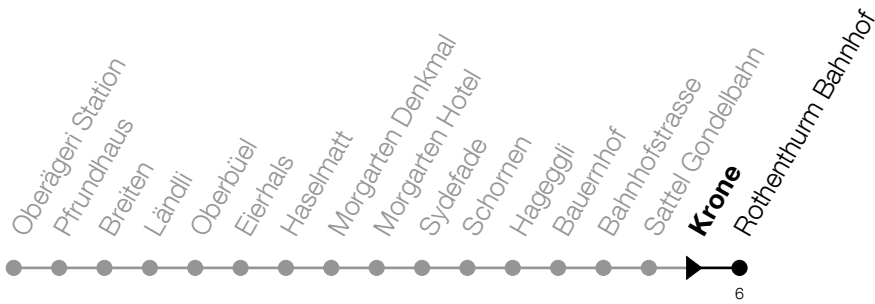 Oberägeri Station
Pfrundhaus
Breiten
Ländli
Oberbüel
Eierhals
Haselmatt
Morgarten Denkmal
Morgarten Hotel
Sydefade
Schornen
Hageggli
Bauernhof
Bahnhofstrasse
Sattel Gondelbahn
Krone
Rothenthurm Bahnhof
6